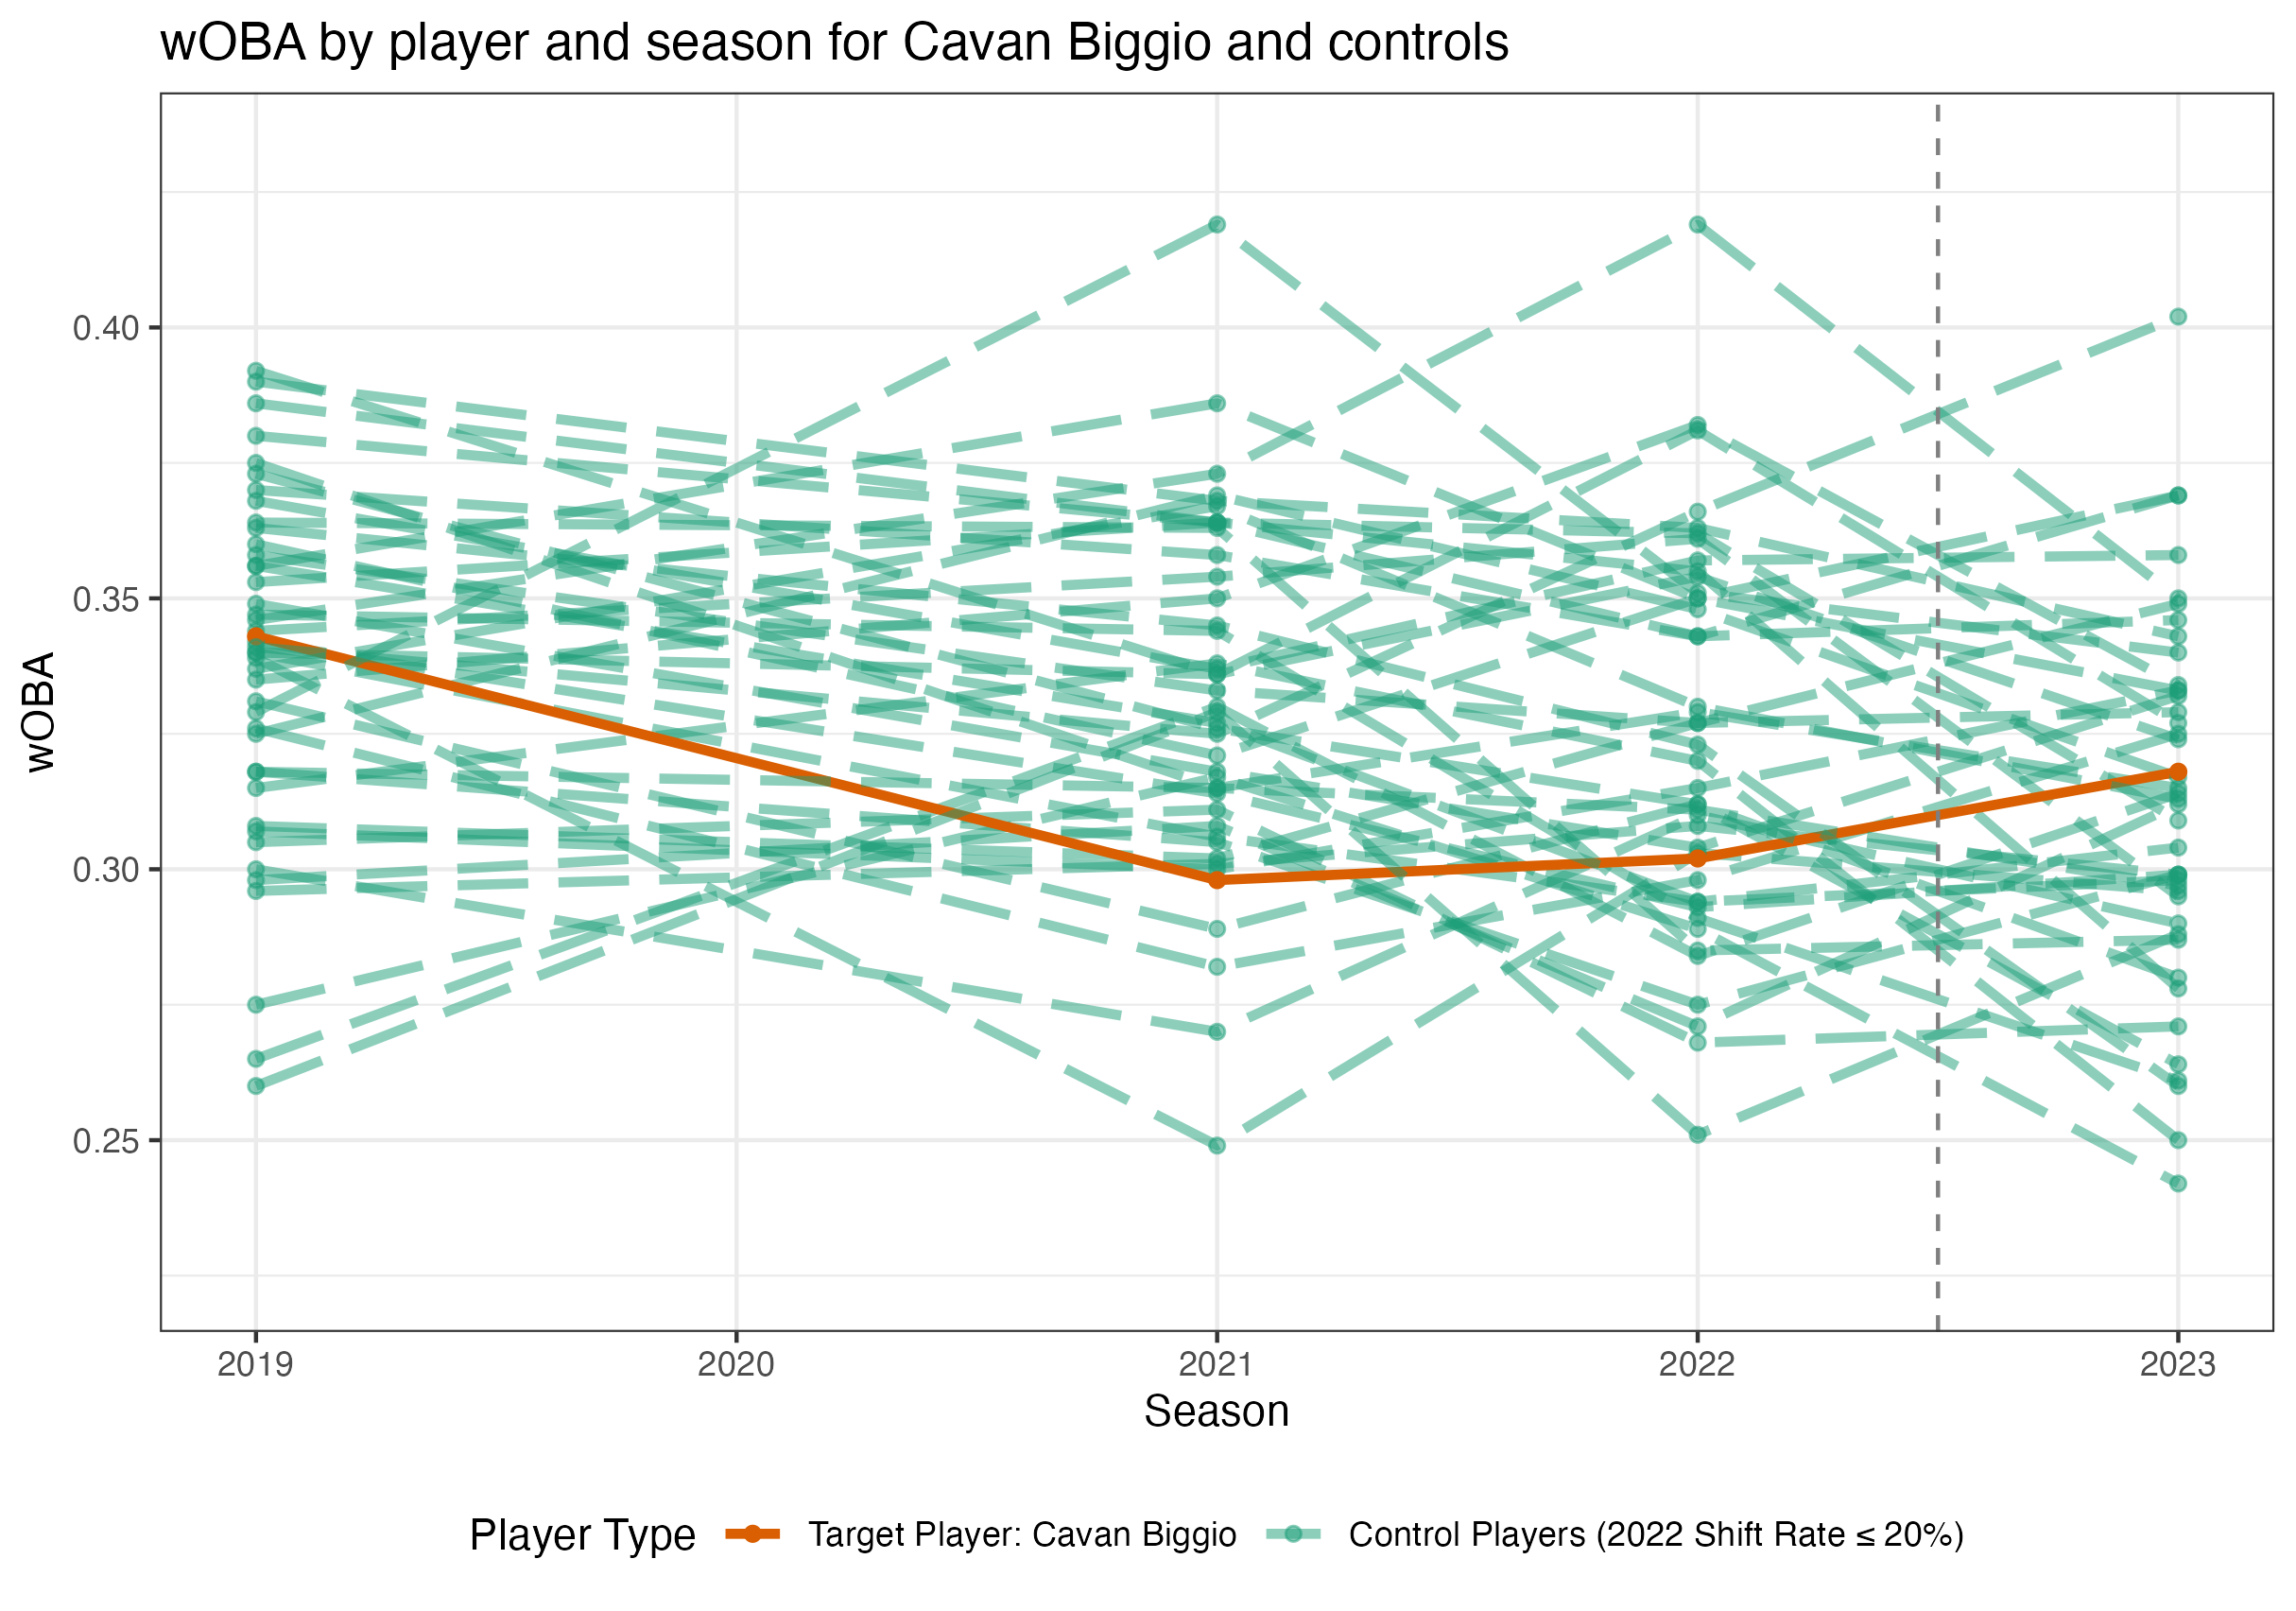 wOBA by player and season for Cavan Biggio and controls
wOBA
0.40
0.35
0.30
0.25
2019 2020 2021 2022 2023
Season
Player Type Target Player: Cavan Biggio Control Players (2022 Shift Rate ≤ 20%)